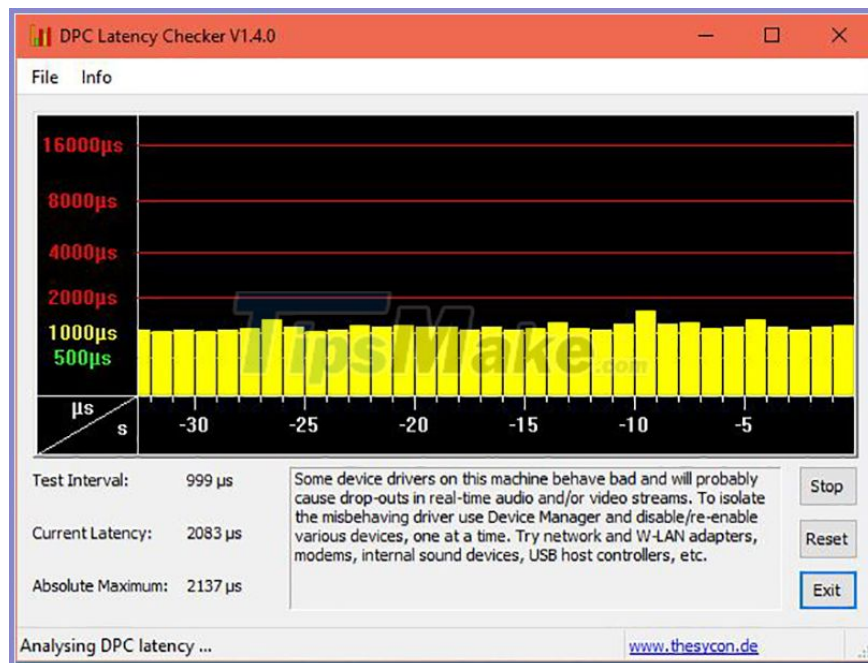 DPC Latency Checker V1.4.0
File Info
16000µs
8000µs
4000µs
2000µs
1000µs
500µs
TipsMake.com
µs
s
-30 -25 -20 -15 -10 -5
Test Interval: 999 µs
Current Latency: 2083 µs
Absolute Maximum: 2137 µs
Some device drivers on this machine behave bad and will probably
cause drop-outs in real-time audio and/or video streams. To isolate
the misbehaving driver use Device Manager and disable/re-enable
various devices, one at a time. Try network and W-LAN adapters,
modems, internal sound devices, USB host controllers, etc.
Stop
Reset
Exit
Analysing DPC latency ...
www.thesycon.de